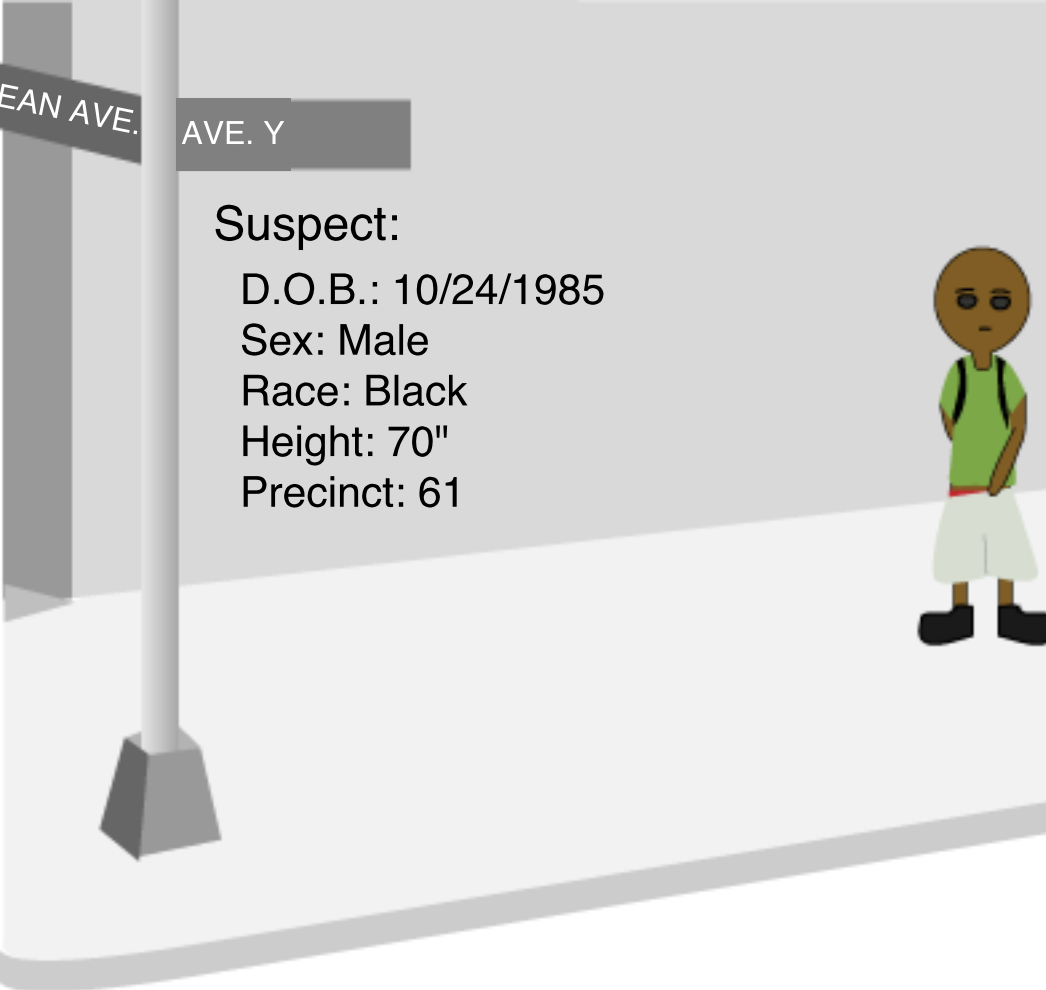 EAN AVE.
AVE. Y
Suspect:
D.O.B.: 10/24/1985
Sex: Male
Race: Black
Height: 70"
Precinct: 61